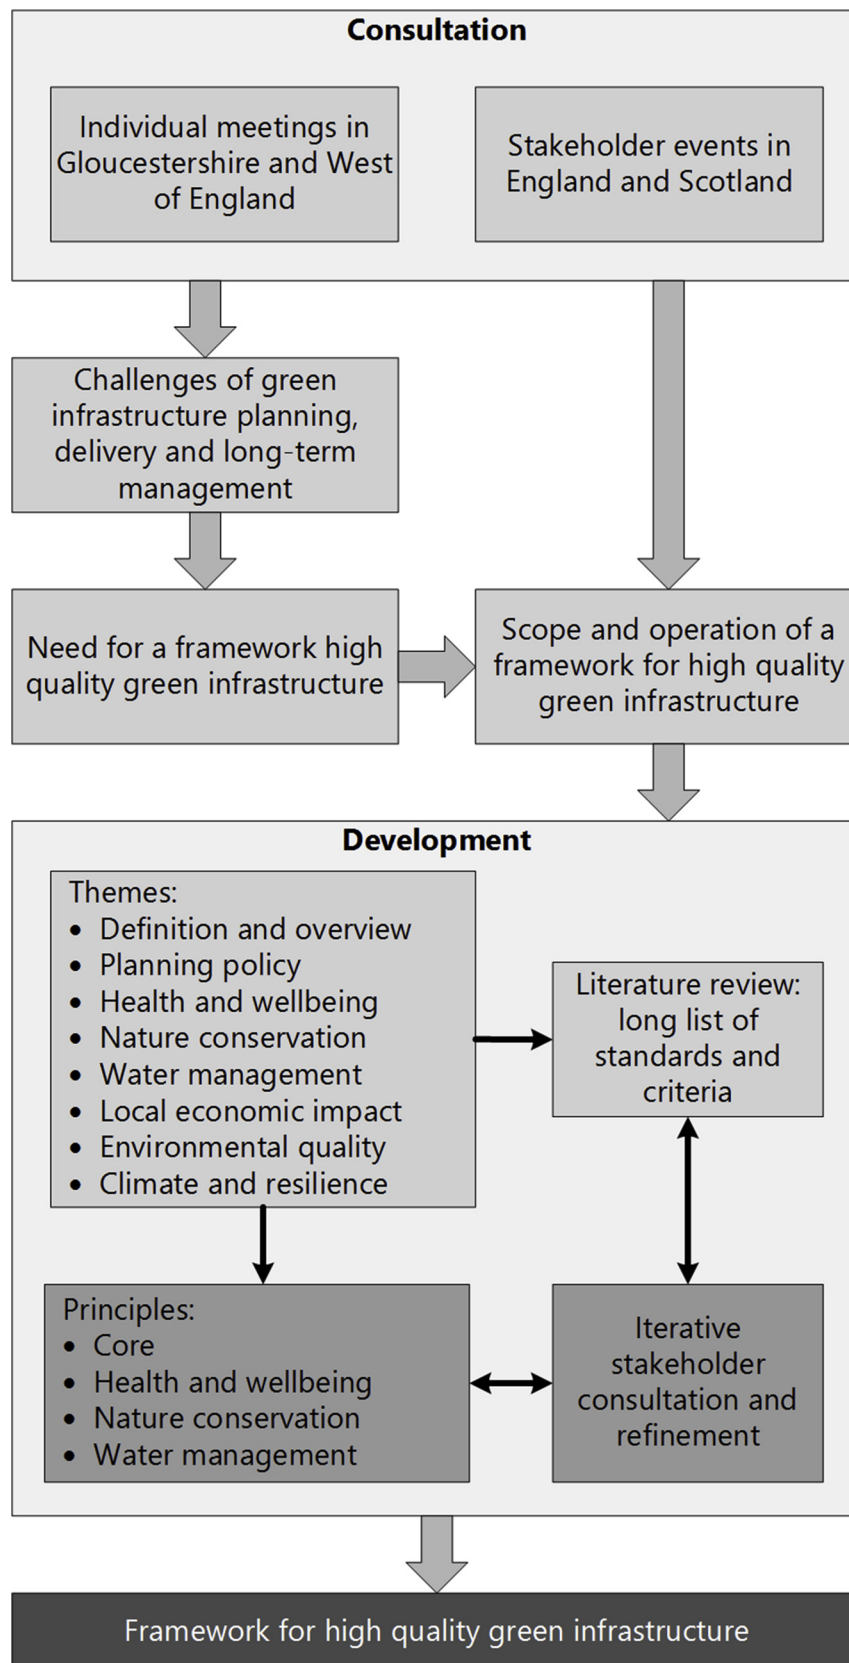 Consultation
Individual meetings in
Gloucestershire and West
of England
Stakeholder events in
England and Scotland
Challenges of green
infrastructure planning,
delivery and long-term
management
Need for a framework high
quality green infrastructure
Scope and operation of a
framework for high quality
green infrastructure
Development
Themes:
• Definition and overview
• Planning policy
• Health and wellbeing
• Nature conservation
• Water management
• Local economic impact
• Environmental quality
• Climate and resilience
Literature review:
long list of
standards and
criteria
Principles:
• Core
• Health and wellbeing
• Nature conservation
• Water management
Iterative
stakeholder
consultation and
refinement
Framework for high quality green infrastructure